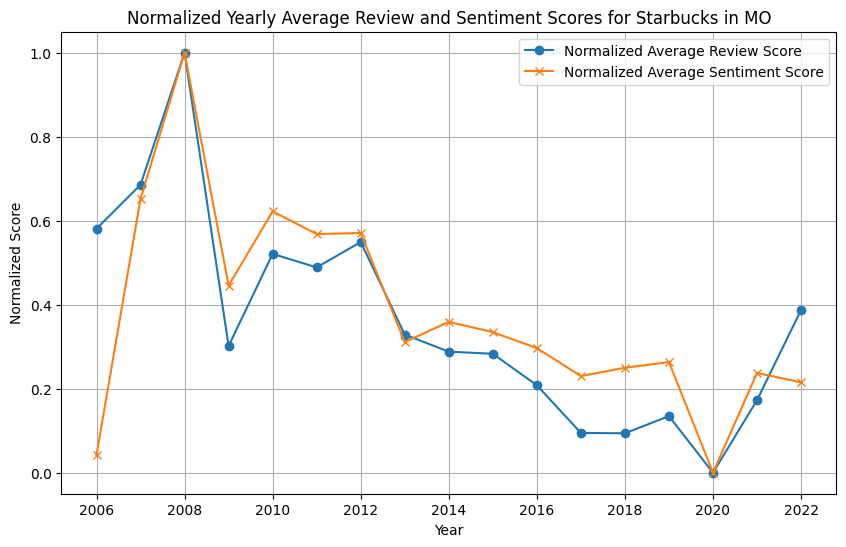 Normalized Yearly Average Review and Sentiment Scores for Starbucks in MO
Normalized Average Review Score
Normalized Average Sentiment Score
Normalized Score
1.0
0.8
0.6
0.4
0.2
0.0
2006 2008 2010 2012 2014 2016 2018 2020 2022
Year